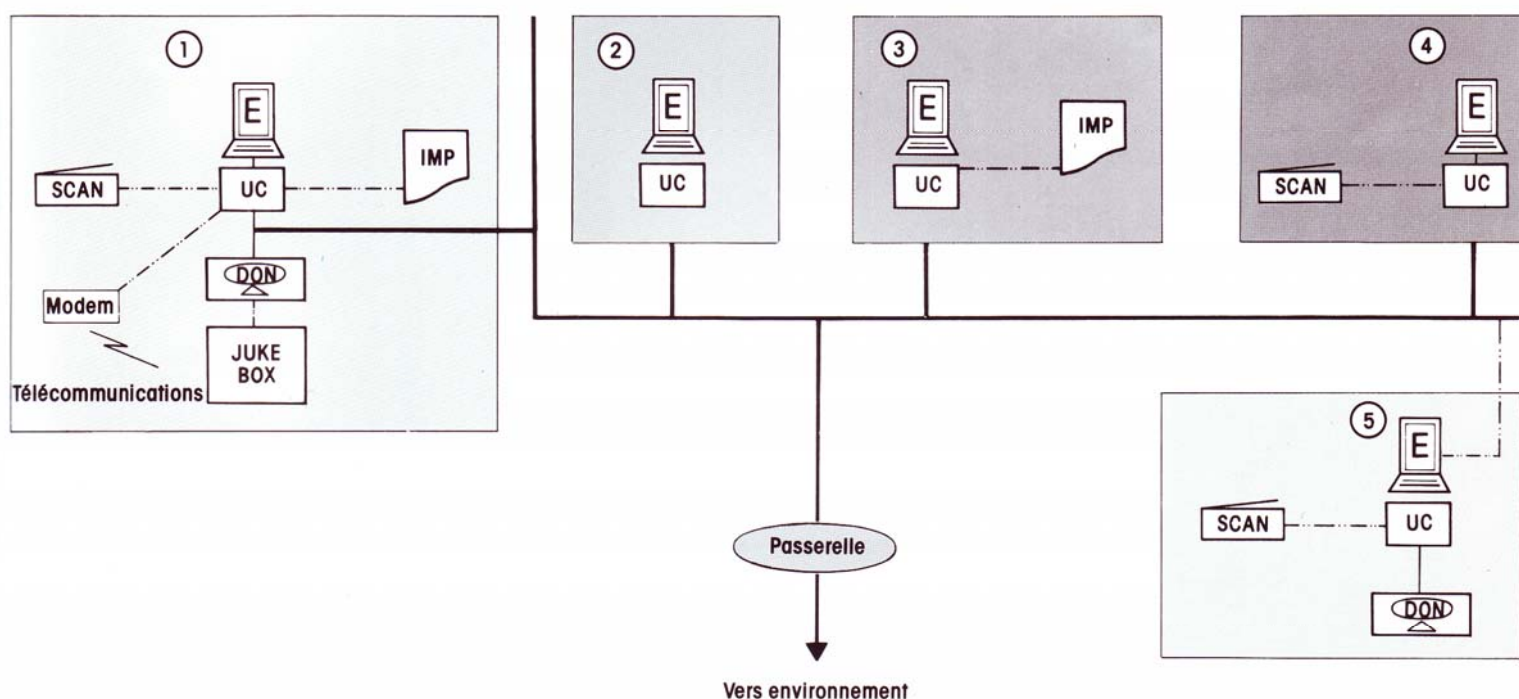 1
E
IMP
SCAN
UC
DON
Modem
JUKE
BOX
Télécommunications
2
E
UC
3
E
IMP
UC
4
E
SCAN
UC
5
E
SCAN
UC
DON
Passerelle
Vers environnement